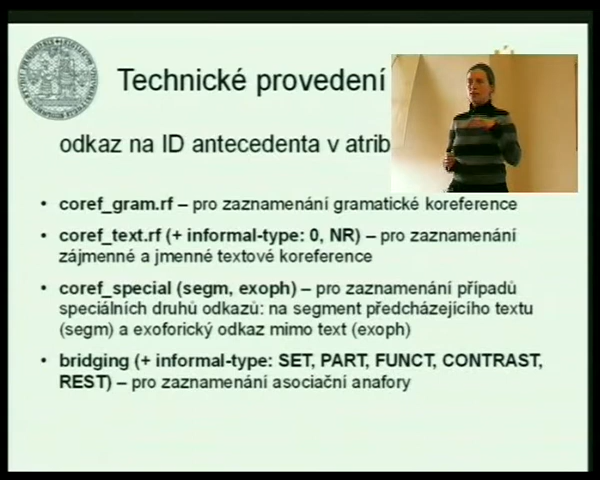 Technické provedení
odkaz na ID antecedenta v atrib
• coref_gram.rf – pro zaznamenání gramatické koreference
• coref_text.rf (+ informal-type: 0, NR) – pro zaznamenání
zájmenné a jmenné textové koreference
• coref_special (segm, exoph) – pro zaznamenání případů
speciálních druhů odkazů: na segment předcházejícího textu
(segm) a exoforický odkaz mimo text (exoph)
• bridging (+ informal-type: SET, PART, FUNCT, CONTRAST,
REST) – pro zaznamenání asociační anafory